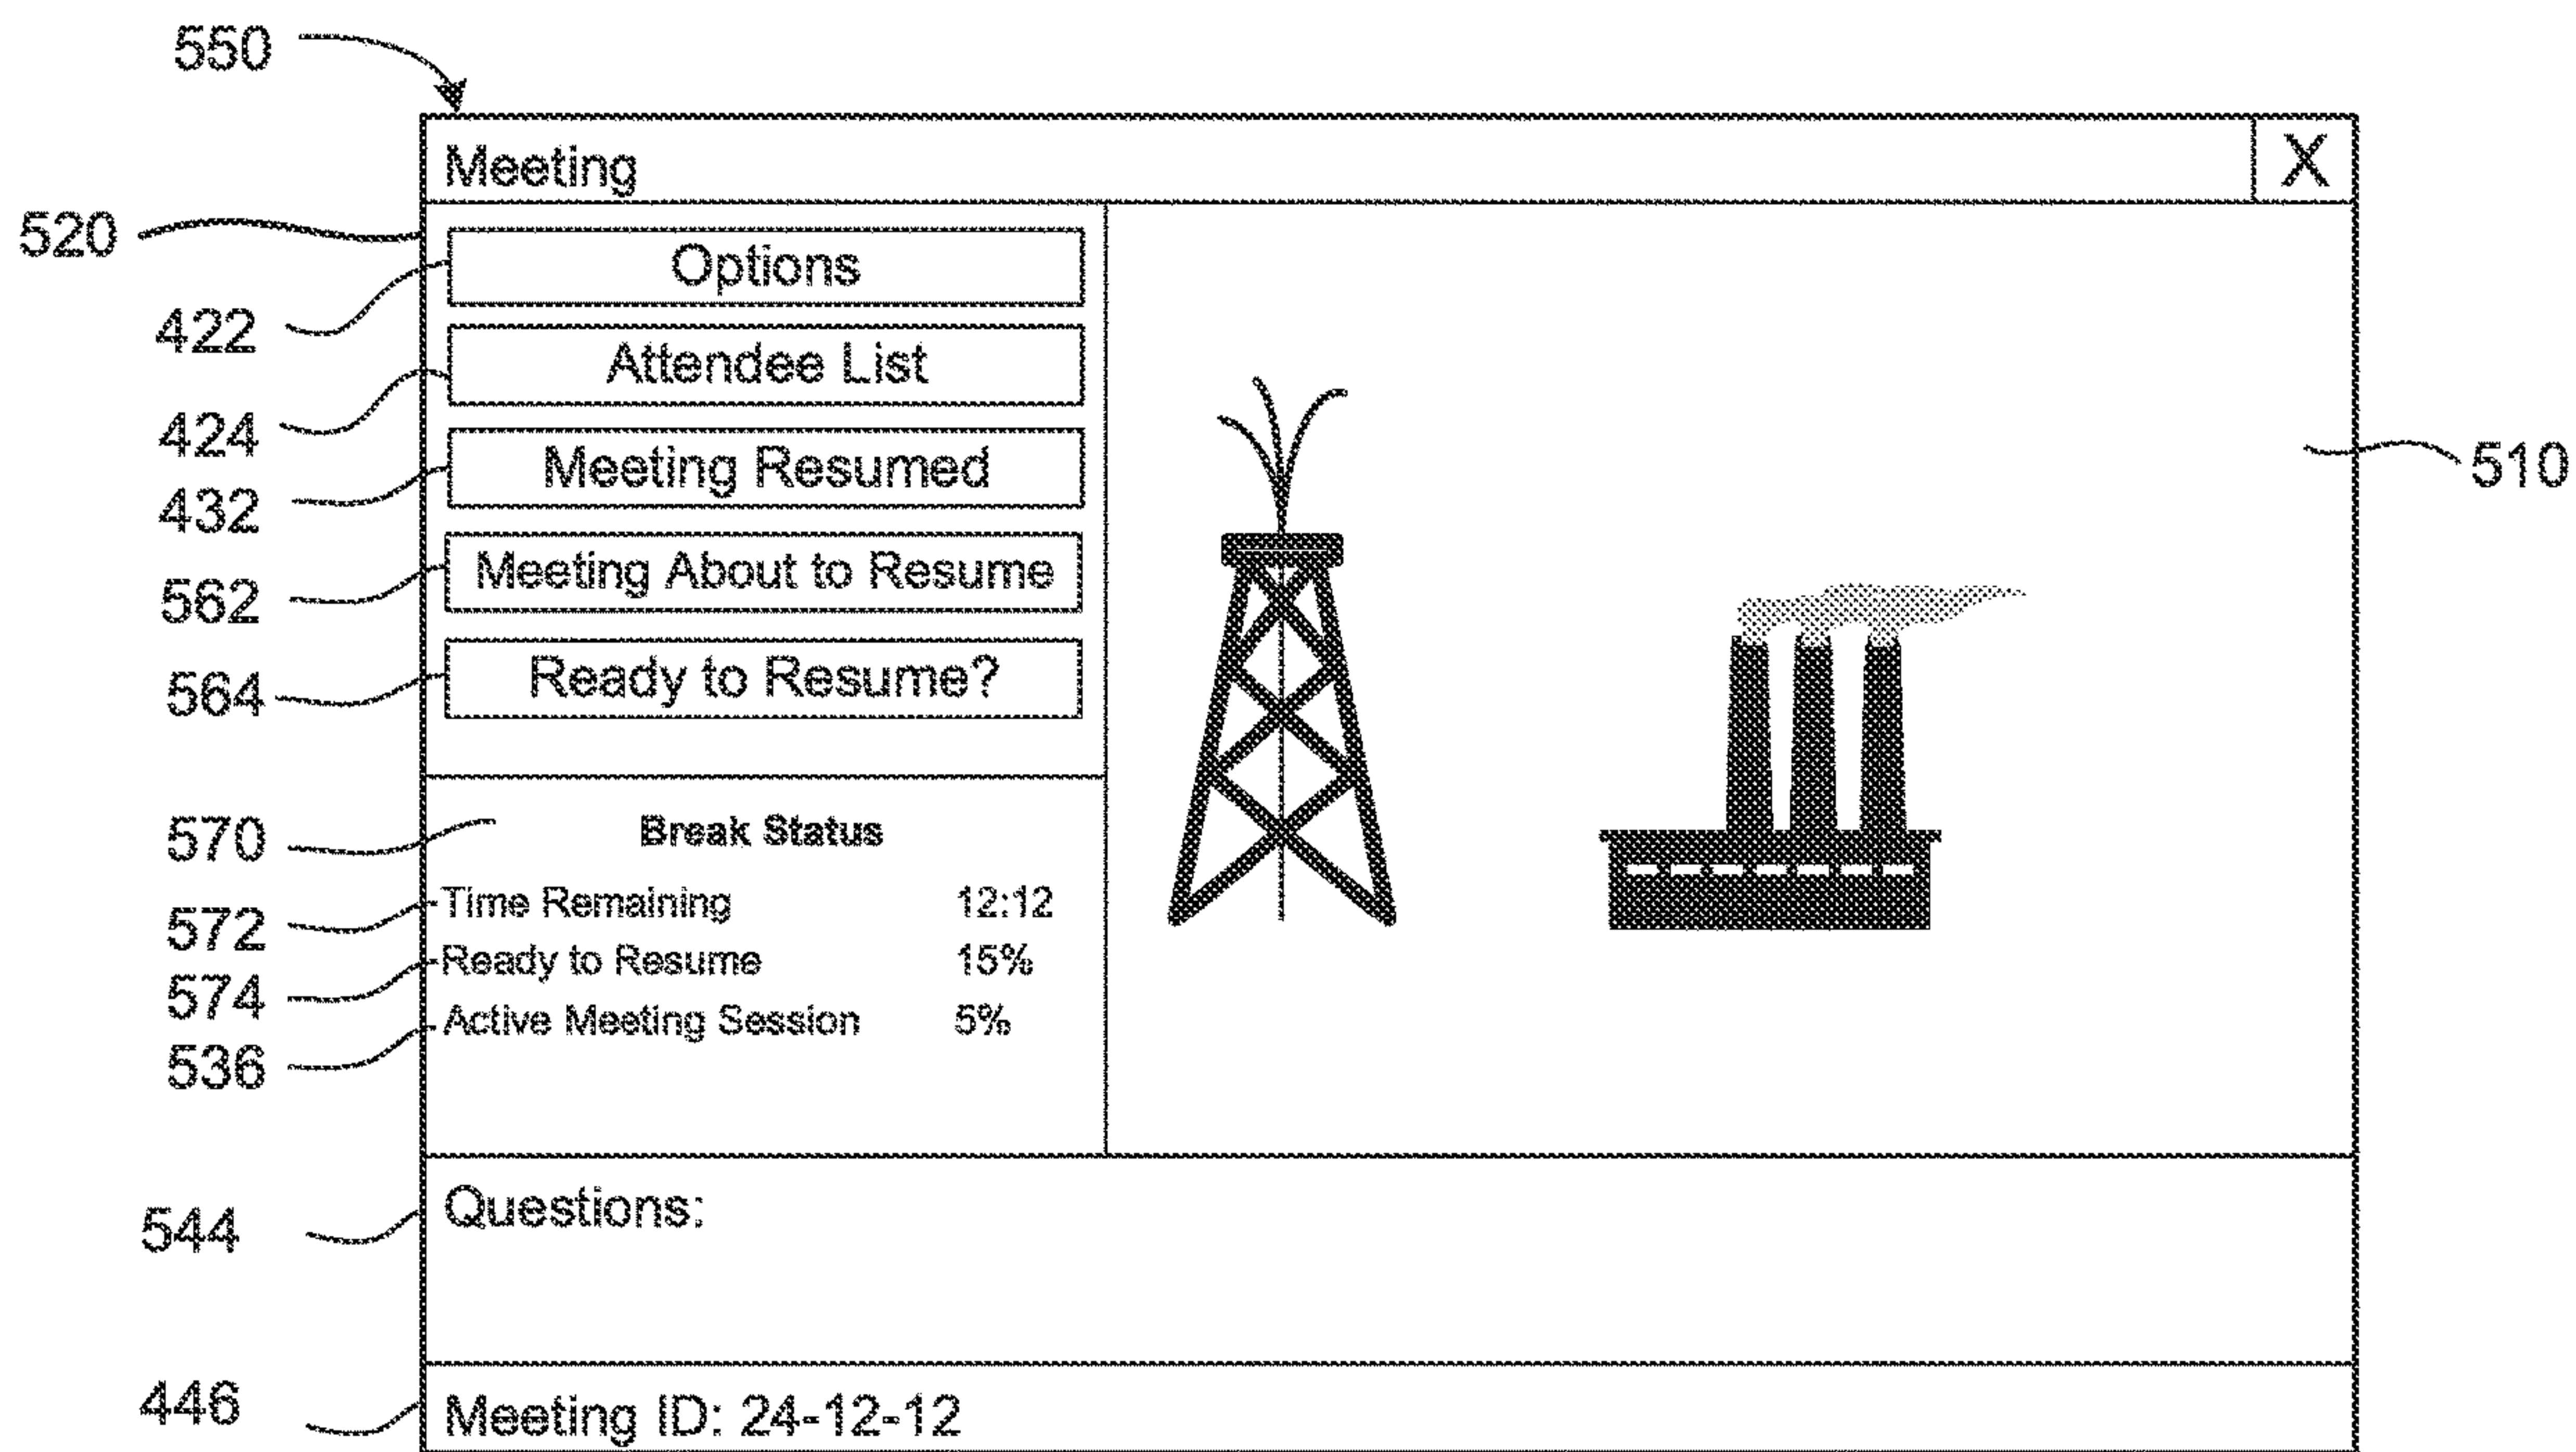 550
Meeting X
520
Options
422
Attendee List
424
Meeting Resumed
432
510
Meeting About to Resume
562
Ready to Resume?
564
570
Break Status
572
Time Remaining 12:12
574
Ready to Resume 15%
536
Active Meeting Session 5%
544
Questions:
446
Meeting ID: 24-12-12